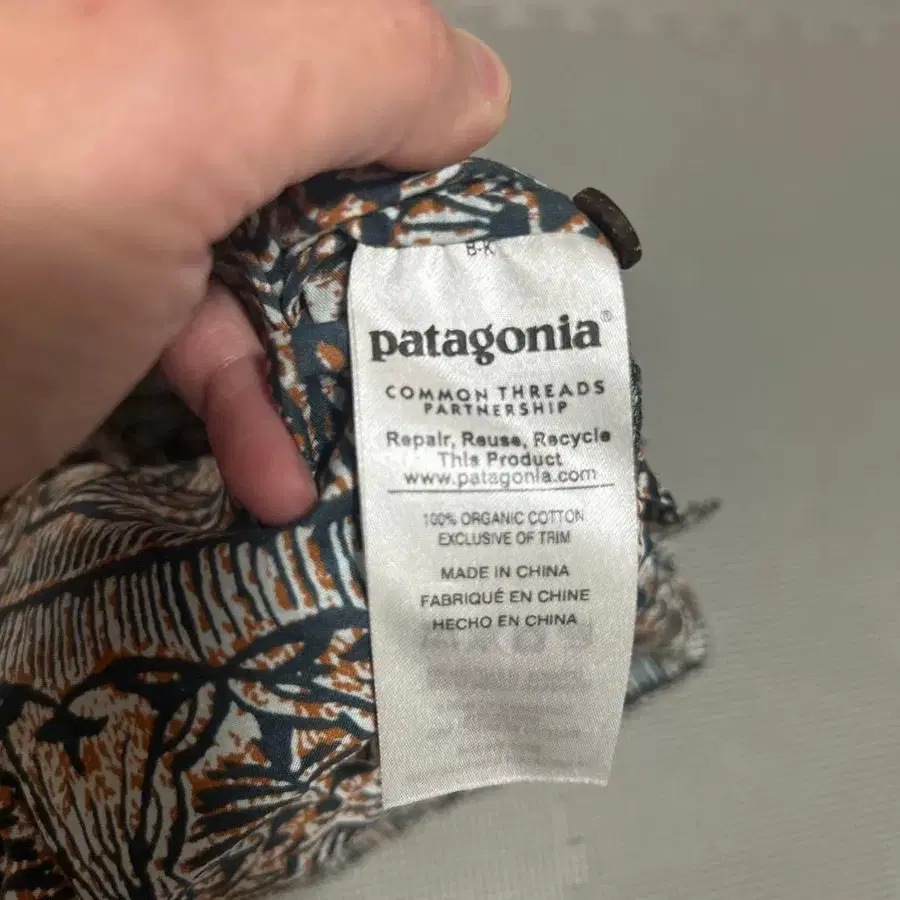 B-K
patagonia®
COMMON THREADS
PARTNERSHIP
Repair, Reuse, Recycle
This Product
www.patagonia.com
100% ORGANIC COTTON
EXCLUSIVE OF TRIM
MADE IN CHINA
FABRIQUÉ EN CHINE
HECHO EN CHINA